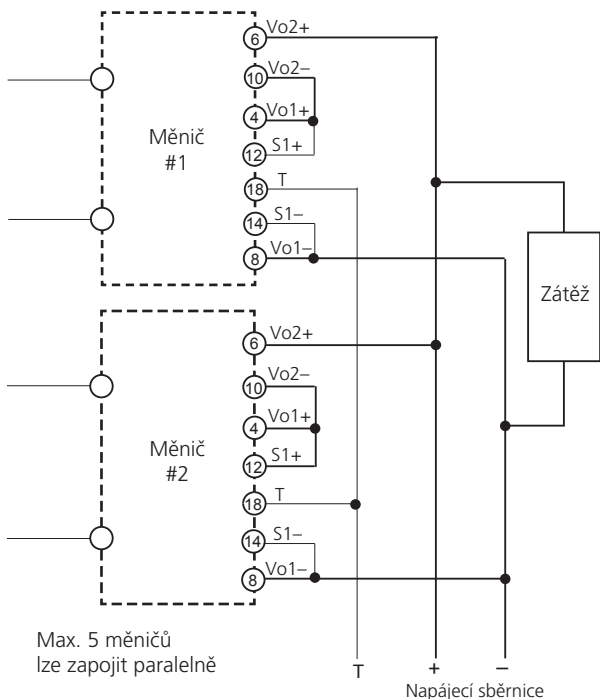 6 Vo2+
10 Vo2–
4 Vo1+
12 S1+
18 T
14 S1–
8 Vo1–
Měnič
#1
Zátěž
6 Vo2+
10 Vo2–
4 Vo1+
12 S1+
18 T
14 S1–
8 Vo1–
Měnič
#2
Max. 5 měničů
lze zapojit paralelně
T + –
Napájecí sběrnice